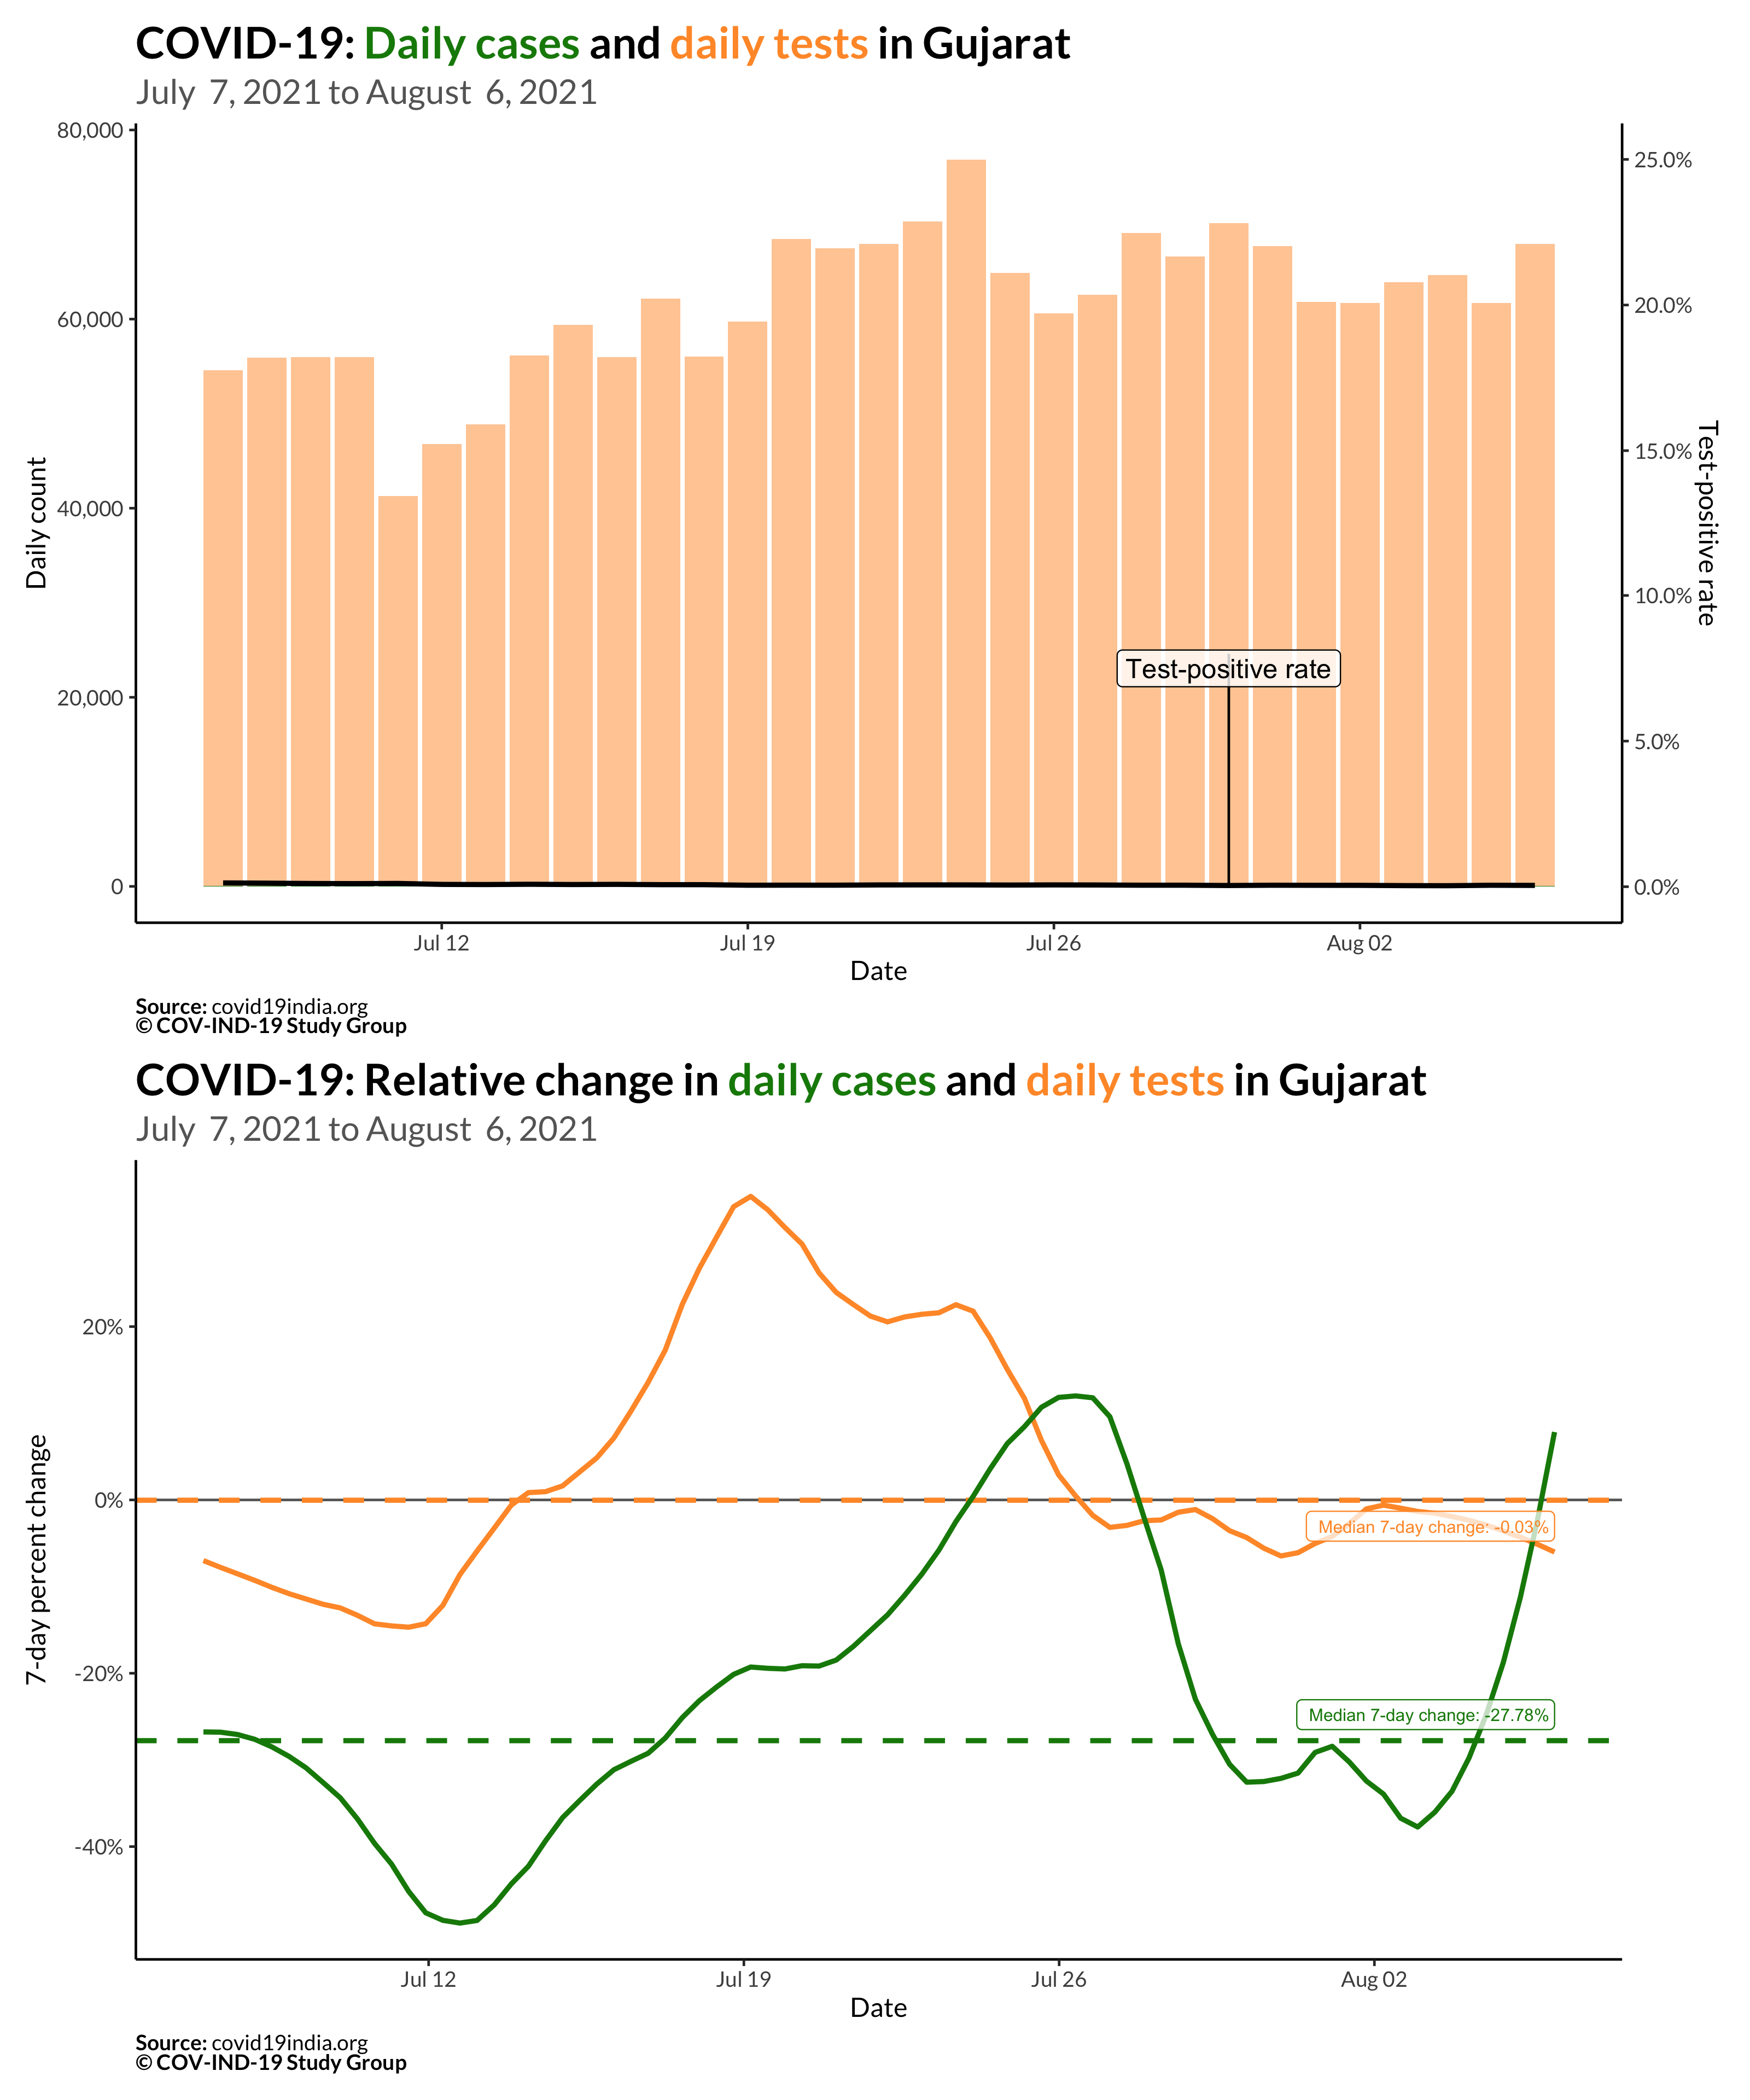 COVID-19: Daily cases and daily tests in Gujarat
July 7, 2021 to August 6, 2021
80,000
60,000
40,000
20,000
0
Daily count
25.0%
20.0%
15.0%
10.0%
5.0%
0.0%
Test-positive rate
Test-positive rate
Jul 12
Jul 19
Jul 26
Aug 02
Date
Source: covid19india.org
© COV-IND-19 Study Group
COVID-19: Relative change in daily cases and daily tests in Gujarat
July 7, 2021 to August 6, 2021
20%
0%
-20%
-40%
7-day percent change
Median 7-day change: -0.03%
Median 7-day change: -27.78%
Jul 12
Jul 19
Jul 26
Aug 02
Date
Source: covid19india.org
© COV-IND-19 Study Group